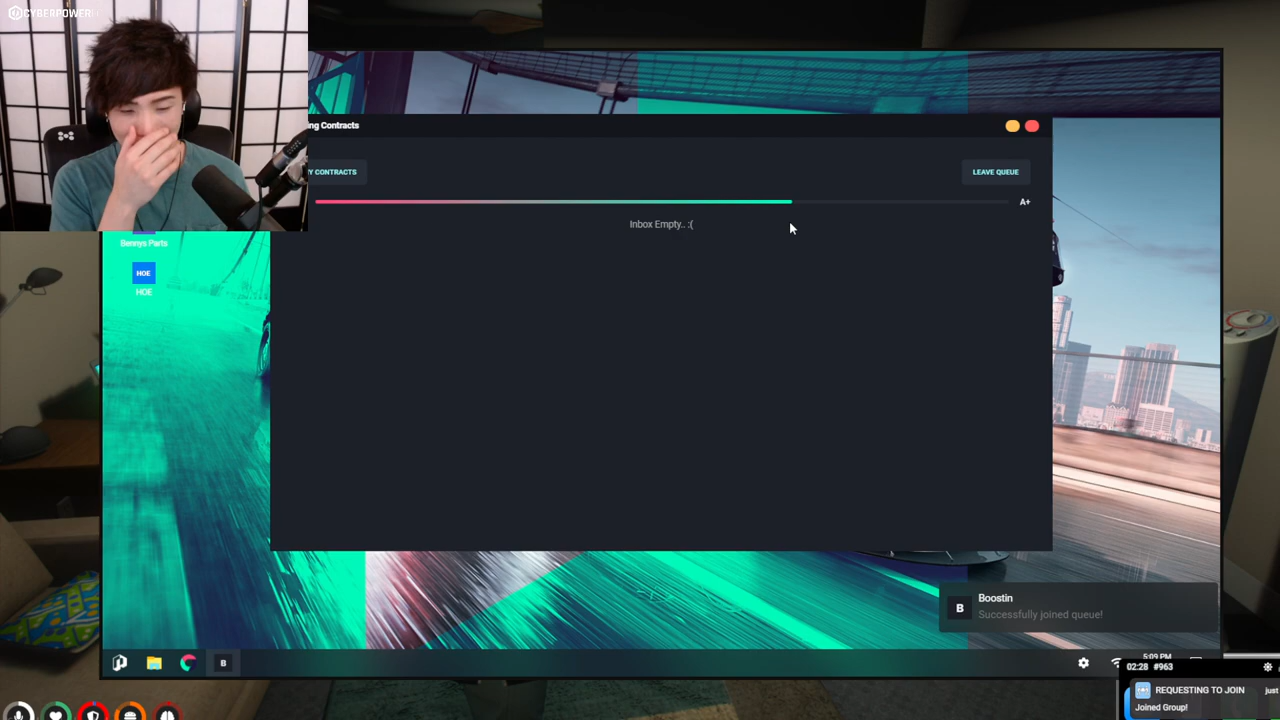 CYBERPOWER
ng Contracts
Y CONTRACTS
LEAVE QUEUE
A+
Inbox Empty.. :(
Bennys Parts
HOE
HOE
Boostin
B
Successfully joined queue!
B
5:09 PM
02:28 #963
REQUESTING TO JOIN
just
Joined Group!